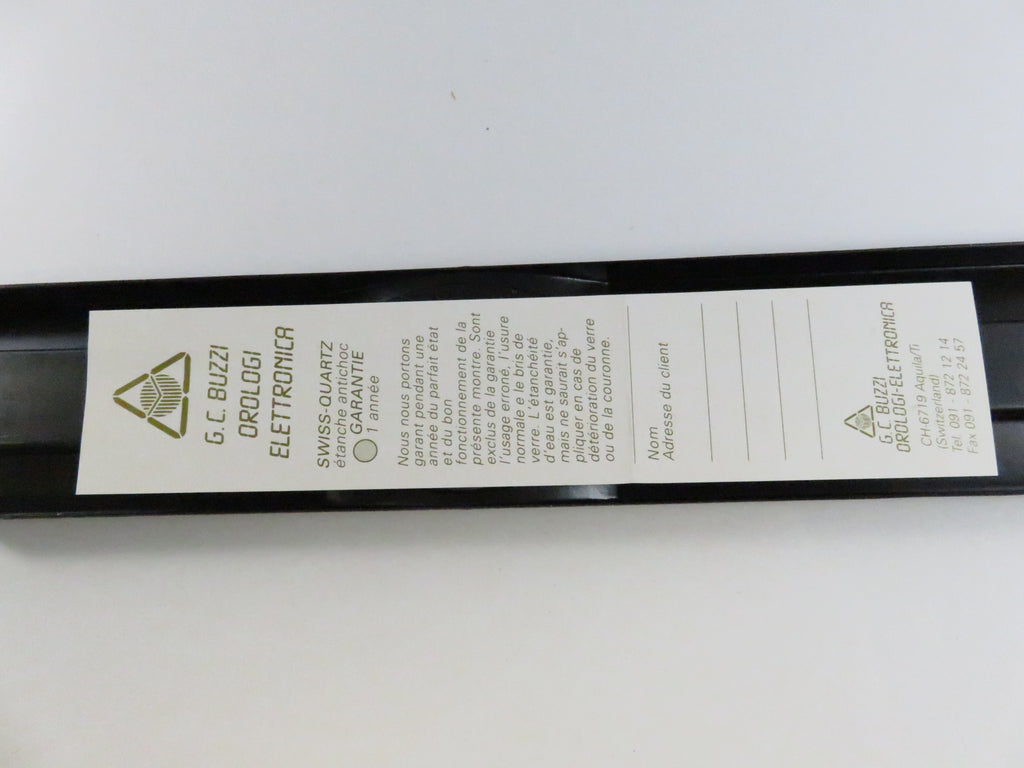 G.C. BUZZI
OROLOGI
ELETTRONICA
SWISS-QUARTZ
étanche antichoc
GARANTIE
1 année
Nous nous portons
garant pendant une
année du parfait état
et du bon
fonctionnement de la
présente montre. Sont
exclus de la garantie
l'usage erroné, l'usure
normale e le bris de
verre. L'étanchéité
d'eau est garantie,
mais ne saurait s'ap-
pliquer en cas de
détérioration du verre
ou de la couronne.
Nom
Adresse du client
G.C. BUZZI
OROLOGI-ELETTRONICA
CH-6719 Aquila/Ti
(Svitzerland)
Tel. 091 - 872 12 14
Fax 091 - 872 24 57